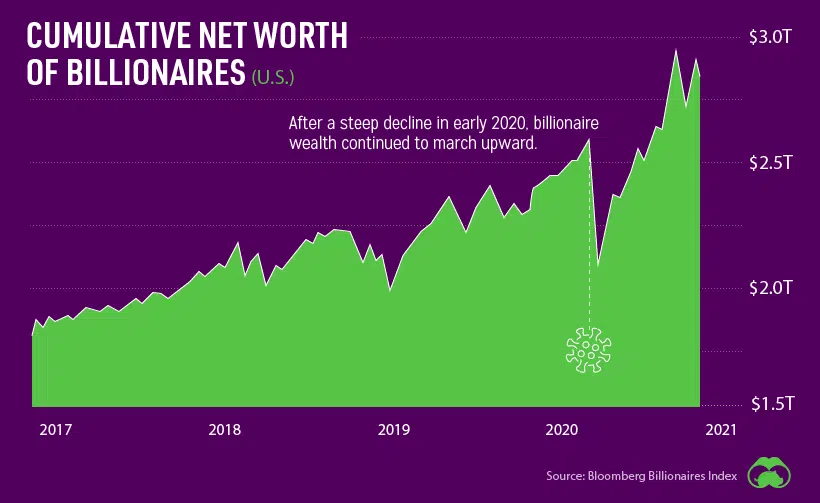 CUMULATIVE NET WORTH
OF BILLIONAIRES (U.S.)
After a steep decline in early 2020, billionaire
wealth continued to march upward.
$3.0T
$2.5T
$2.0T
$1.5T
2017 2018 2019 2020 2021
Source: Bloomberg Billionaires Index